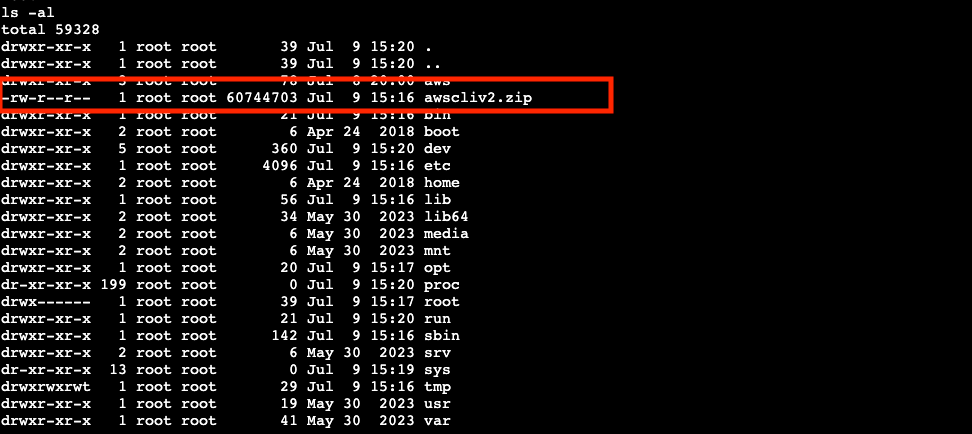 ls -al
total 59328
drwxr-xr-x   1 root root       39 Jul  9 15:20 .
drwxr-xr-x   1 root root       39 Jul  9 15:20 ..
drwxr-xr-x   3 root root       78 Jul  8 20:00 aws
-rw-r--r--   1 root root 60744703 Jul  9 15:16 awscliv2.zip
drwxr-xr-x   1 root root       21 Jul  9 15:16 bin
drwxr-xr-x   2 root root        6 Apr 24  2018 boot
drwxr-xr-x   5 root root      360 Jul  9 15:20 dev
drwxr-xr-x   1 root root     4096 Jul  9 15:16 etc
drwxr-xr-x   2 root root        6 Apr 24  2018 home
drwxr-xr-x   1 root root       56 Jul  9 15:16 lib
drwxr-xr-x   2 root root       34 May 30  2023 lib64
drwxr-xr-x   2 root root        6 May 30  2023 media
drwxr-xr-x   2 root root        6 May 30  2023 mnt
drwxr-xr-x   1 root root       20 Jul  9 15:17 opt
dr-xr-xr-x 199 root root        0 Jul  9 15:20 proc
drwx------   1 root root       39 Jul  9 15:17 root
drwxr-xr-x   1 root root       21 Jul  9 15:20 run
drwxr-xr-x   1 root root      142 Jul  9 15:16 sbin
drwxr-xr-x   2 root root        6 May 30  2023 srv
dr-xr-xr-x  13 root root        0 Jul  9 15:19 sys
drwxrwxrwt   1 root root       29 Jul  9 15:16 tmp
drwxr-xr-x   1 root root       19 May 30  2023 usr
drwxr-xr-x   1 root root       41 May 30  2023 var